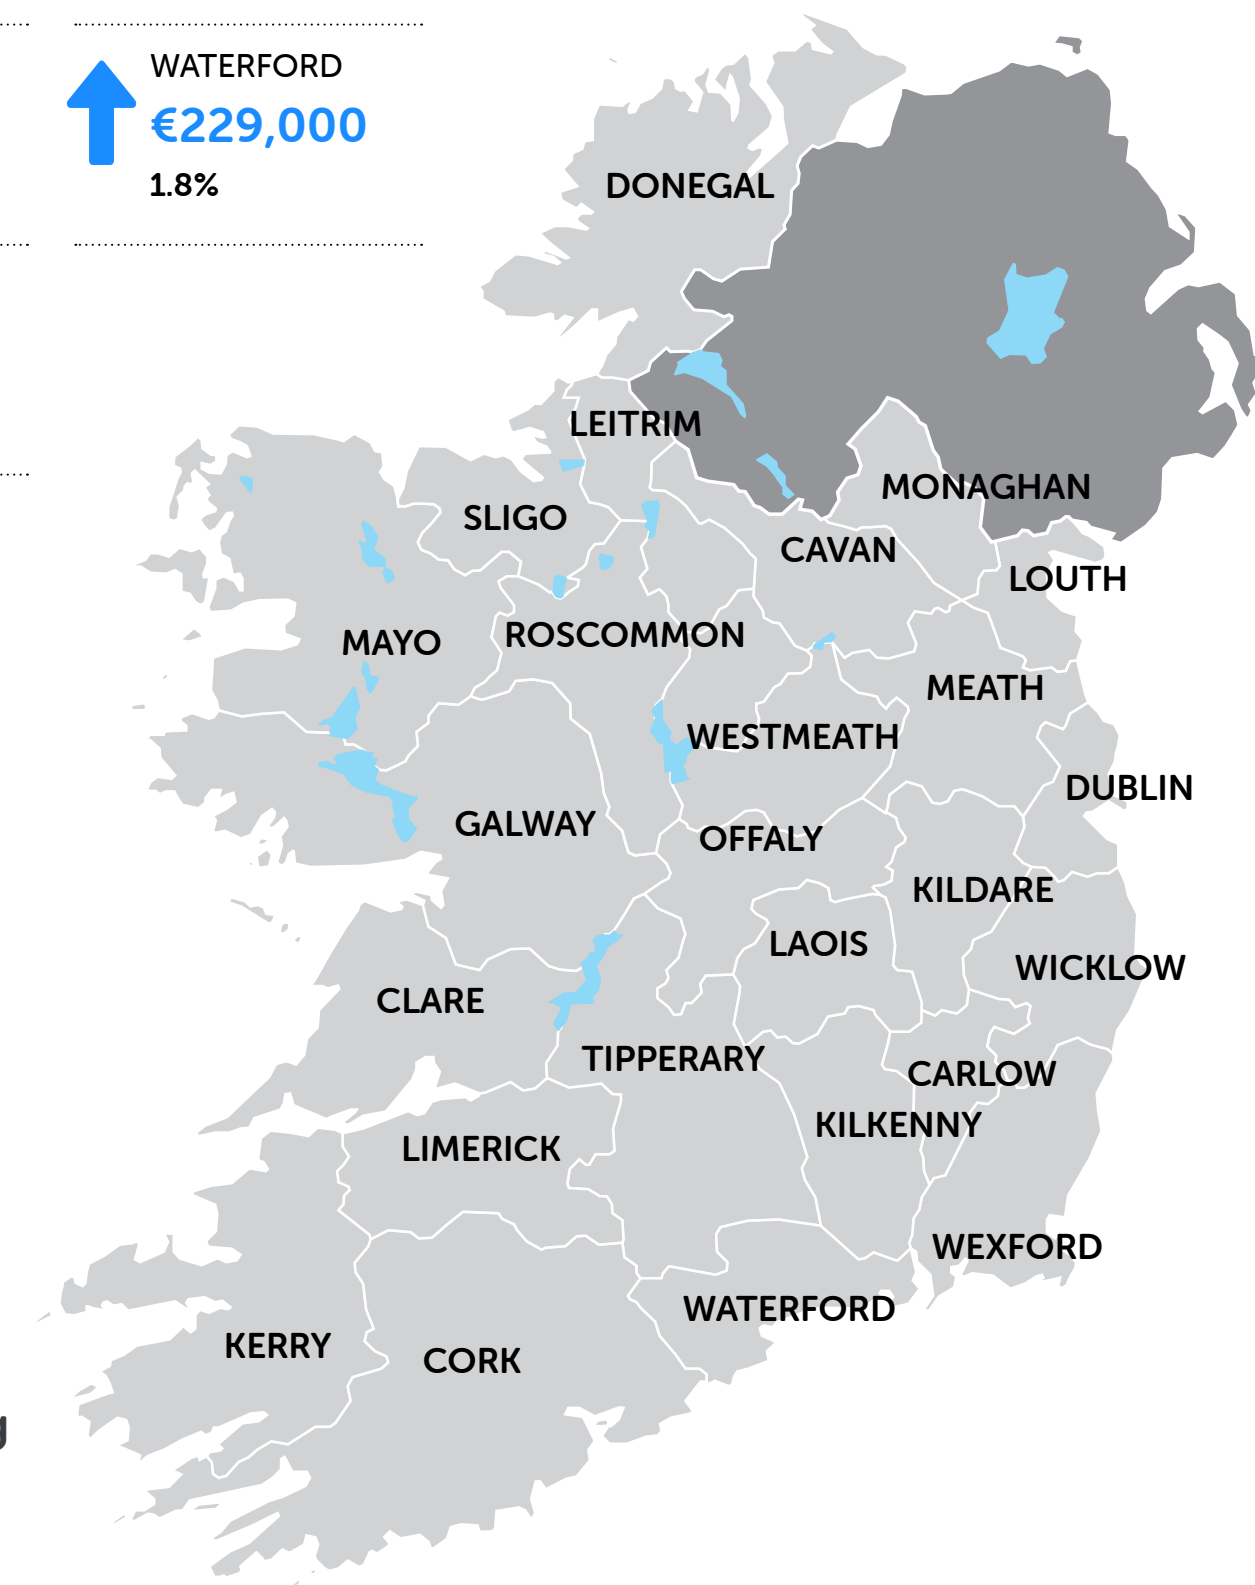 WATERFORD
€229,000
1.8%
DONEGAL
LEITRIM
MONAGHAN
SLIGO
CAVAN
LOUTH
ROSCOMMON
MAYO
MEATH
WESTMEATH
DUBLIN
GALWAY
OFFALY
KILDARE
LAOIS
WICKLOW
CLARE
TIPPERARY
CARLOW
KILKENNY
LIMERICK
WEXFORD
WATERFORD
KERRY
CORK